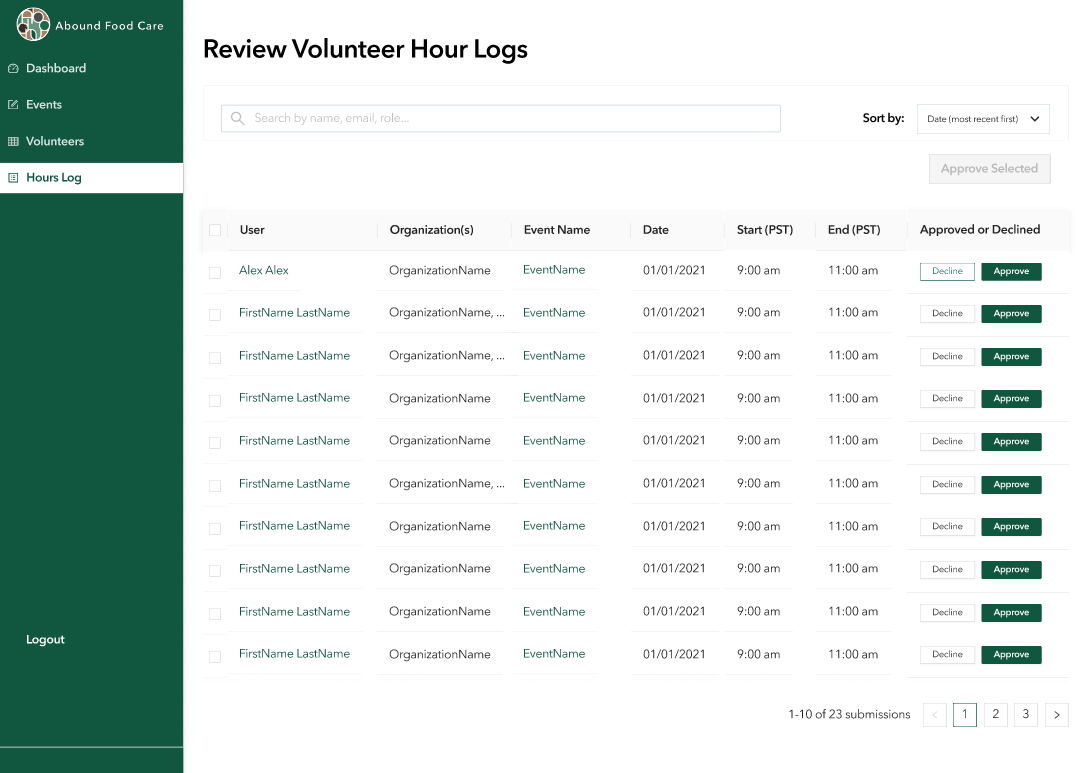 Abound Food Care
Dashboard
Events
Volunteers
Hours Log
Logout
Review Volunteer Hour Logs
Search by name, email, role...
Sort by: Date (most recent first)
Approve Selected
User Organization(s) Event Name Date Start (PST) End (PST) Approved or Declined
Alex Alex OrganizationName EventName 01/01/2021 9:00 am 11:00 am Decline Approve
FirstName LastName OrganizationName, ... EventName 01/01/2021 9:00 am 11:00 am Decline Approve
FirstName LastName OrganizationName, ... EventName 01/01/2021 9:00 am 11:00 am Decline Approve
FirstName LastName OrganizationName EventName 01/01/2021 9:00 am 11:00 am Decline Approve
FirstName LastName OrganizationName EventName 01/01/2021 9:00 am 11:00 am Decline Approve
FirstName LastName OrganizationName, ... EventName 01/01/2021 9:00 am 11:00 am Decline Approve
FirstName LastName OrganizationName EventName 01/01/2021 9:00 am 11:00 am Decline Approve
FirstName LastName OrganizationName EventName 01/01/2021 9:00 am 11:00 am Decline Approve
FirstName LastName OrganizationName EventName 01/01/2021 9:00 am 11:00 am Decline Approve
FirstName LastName OrganizationName EventName 01/01/2021 9:00 am 11:00 am Decline Approve
1-10 of 23 submissions < 1 2 3 >